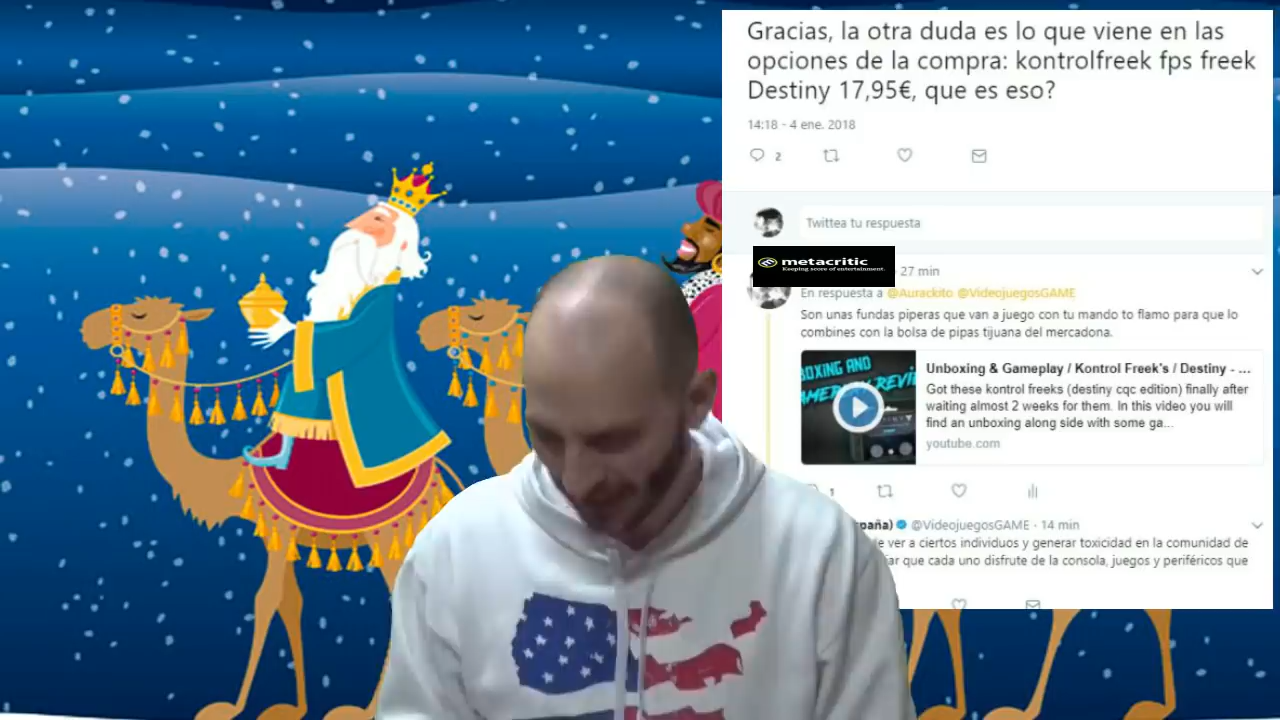 Gracias, la otra duda es lo que viene en las
opciones de la compra: kontrolfreek fps freek
Destiny 17,95€, que es eso?
14:18 - 4 ene. 2018
2
Twittea tu respuesta
metacritic
Keeping score of entertainment.
· 27 min
En respuesta a @Aurackito @VideojuegosGAME
Son unas fundas piperas que van a juego con tu mando to flamo para que lo
combines con la bolsa de pipas tijuana del mercadona.
Unboxing & Gameplay / Kontrol Freek's / Destiny - ...
Got these kontrol freeks (destiny cqc edition) finally after
waiting almost 2 weeks for them. In this video you will
find an unboxing along side with some ga...
youtube.com
1
paña) @VideojuegosGAME · 14 min
ver a ciertos individuos y generar toxicidad en la comunidad de
que cada uno disfrute de la consola, juegos y periféricos que